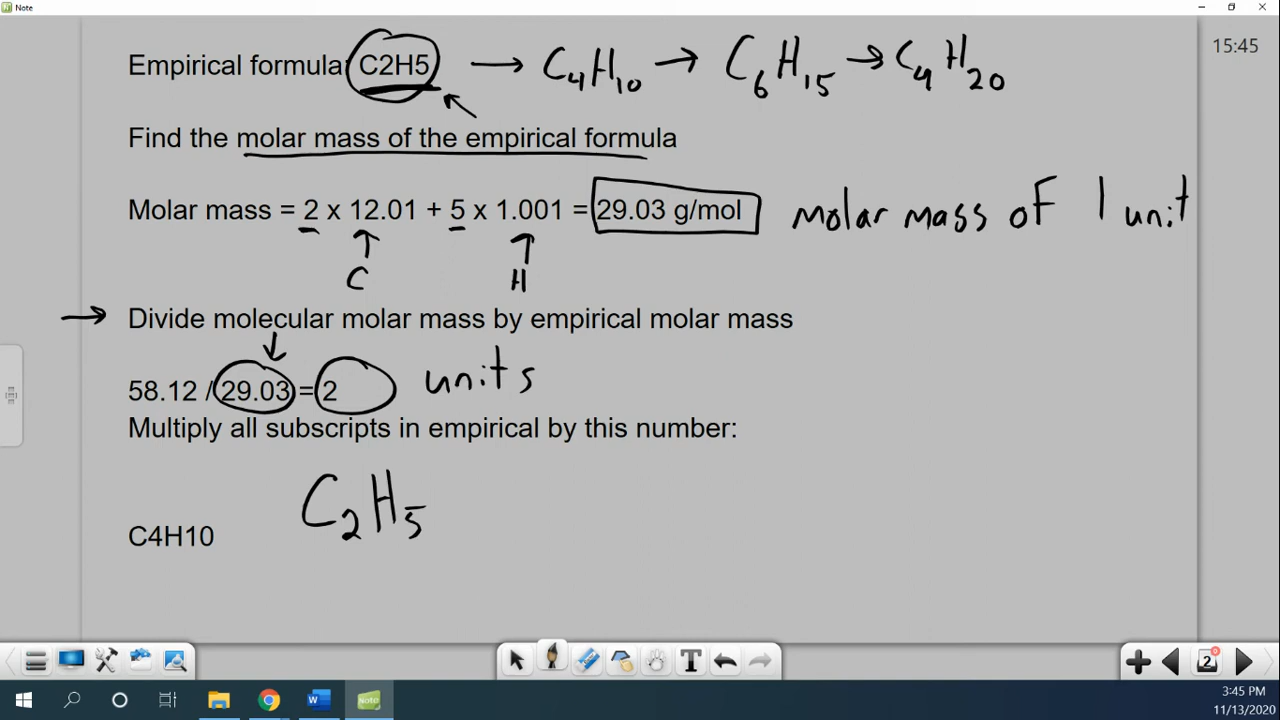 Note
15:45
Empirical formula: C2H5 → C4H10 → C6H15 → C4H20
Find the molar mass of the empirical formula
Molar mass = 2 x 12.01 + 5 x 1.001 = 29.03 g/mol molar mass of 1 unit
C H
Divide molecular molar mass by empirical molar mass
58.12 / 29.03 = 2 units
Multiply all subscripts in empirical by this number:
C2H5
C4H10
T 2
W Note
3:45 PM
11/13/2020